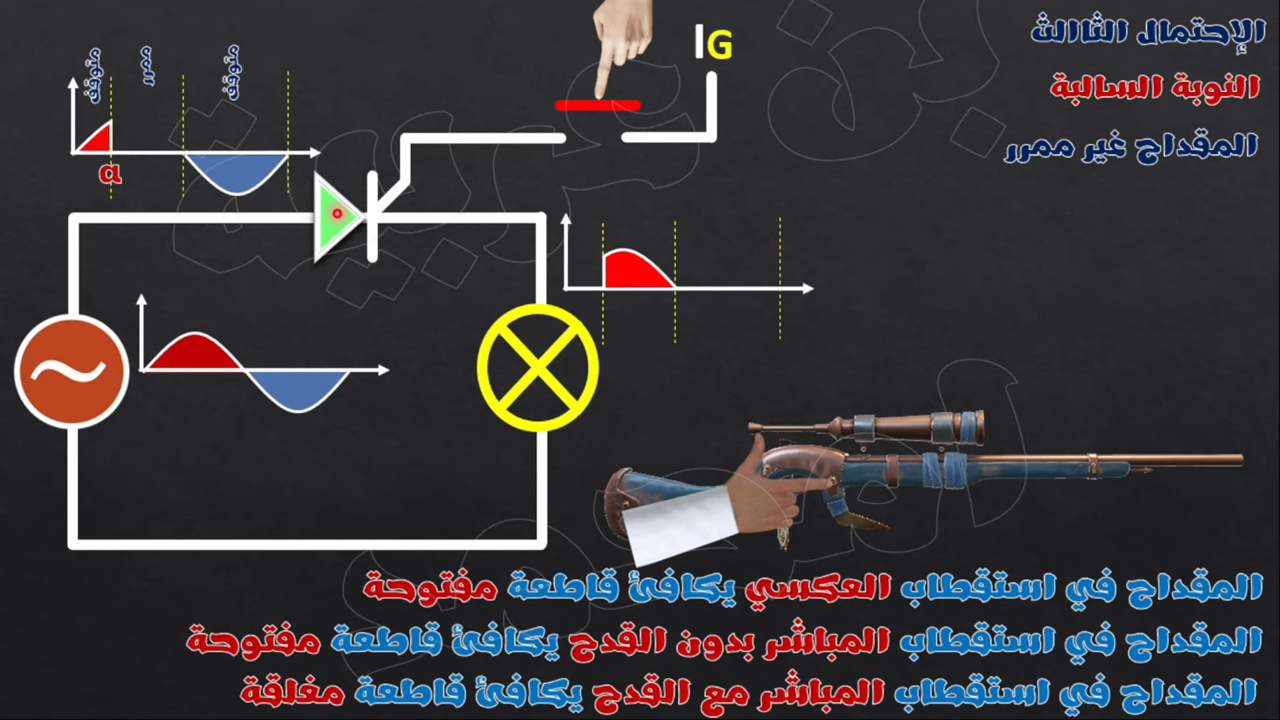 الإحتمال الثاالث
النوبة السالبة
المقداح غير ممرر
IG
متوقف
ممرر
متوقف
α
المقداح في استقطاب العكسي يكافئ قاطعة مفتوحة
المقداح في استقطاب المباشر بدون القدح يكافئ قاطعة مفتوحة
المقداح في استقطاب المباشر مع القدح يكافئ قاطعة مغلقة